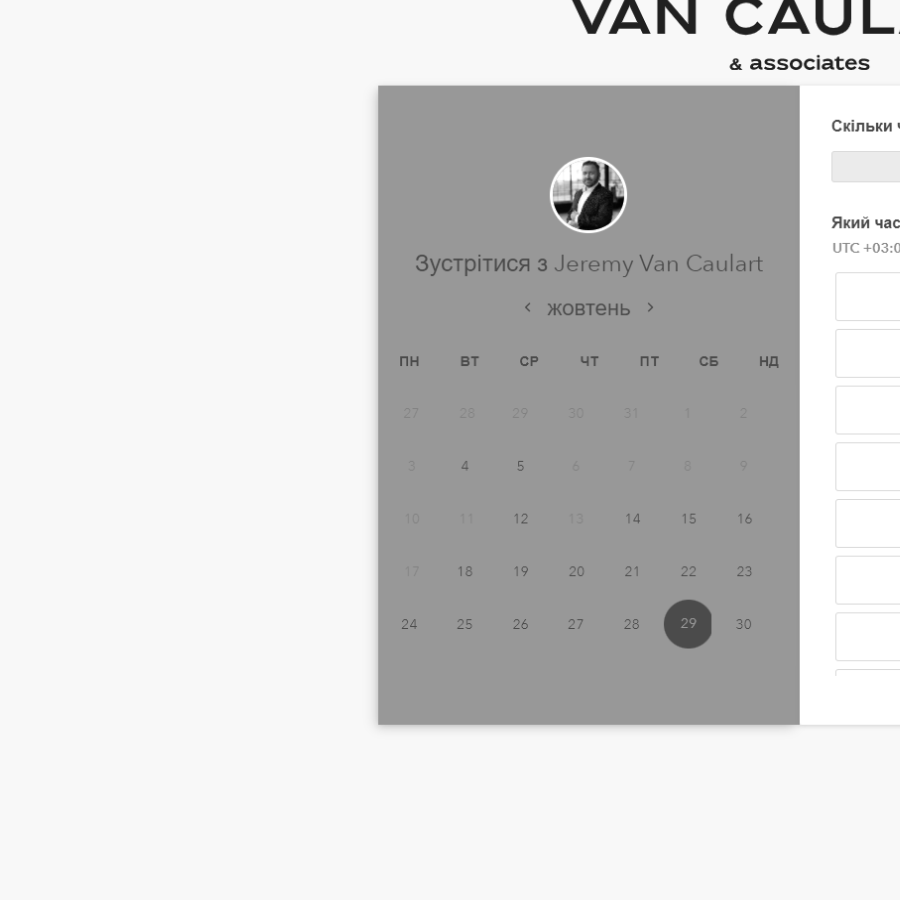 VAN CAUL
& associates
Зустрітися з Jeremy Van Caulart
жовтень
ПН ВТ СР ЧТ ПТ СБ НД
27 28 29 30 31 1 2
3 4 5 6 7 8 9
10 11 12 13 14 15 16
17 18 19 20 21 22 23
24 25 26 27 28 29 30
Скільки
Який час
UTC +03:0